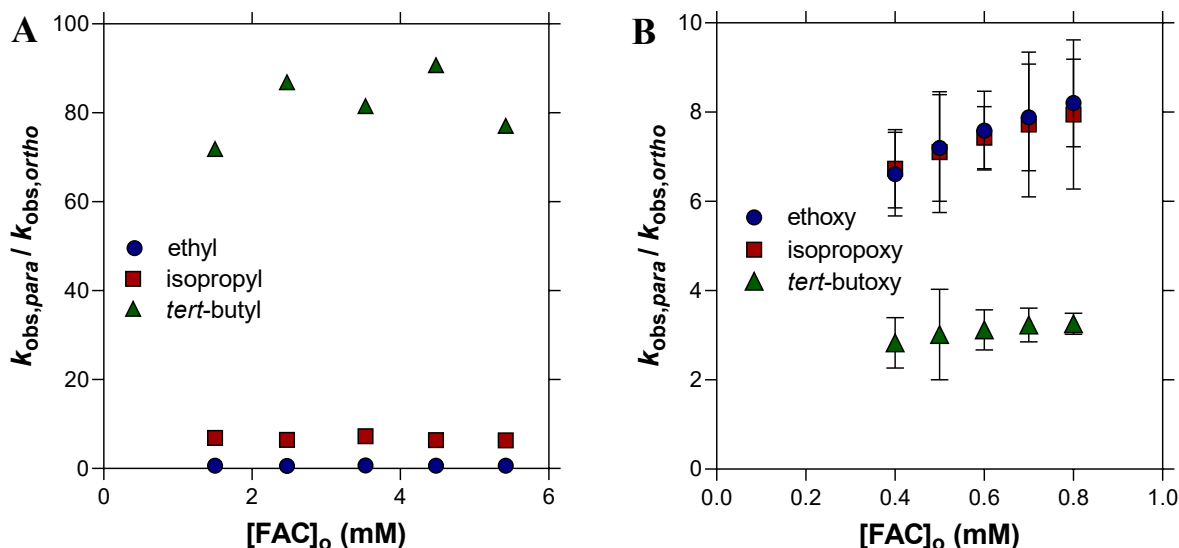 A
k_obs,para / k_obs,ortho
100
80
60
40
20
0
ethyl
isopropyl
tert-butyl
0 2 4 6
[FAC]o (mM)
B
k_obs,para / k_obs,ortho
10
8
6
4
2
0
ethoxy
isopropoxy
tert-butoxy
0.0 0.2 0.4 0.6 0.8 1.0
[FAC]o (mM)